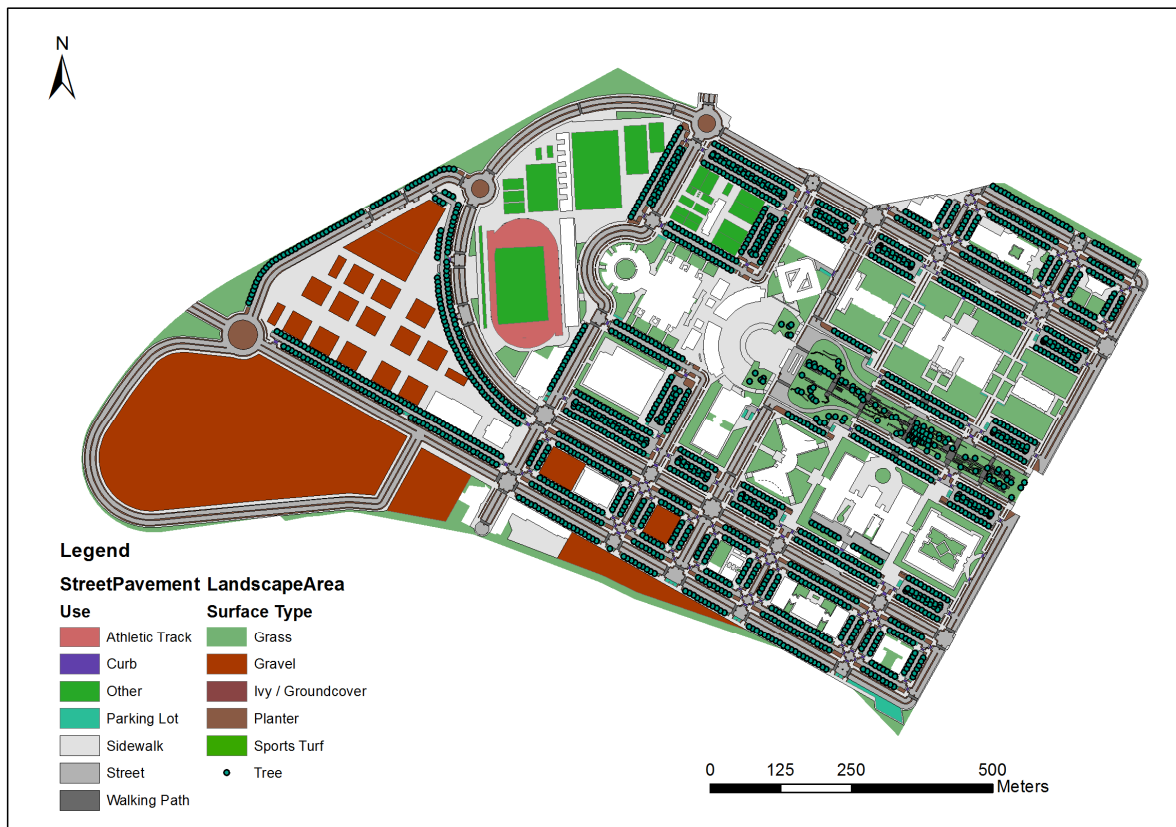 N
Legend
StreetPavement LandscapeArea
Use Surface Type
Athletic Track Grass
Curb Gravel
Other Ivy / Groundcover
Parking Lot Planter
Sidewalk Sports Turf
Street Tree
Walking Path
0 125 250 500
Meters